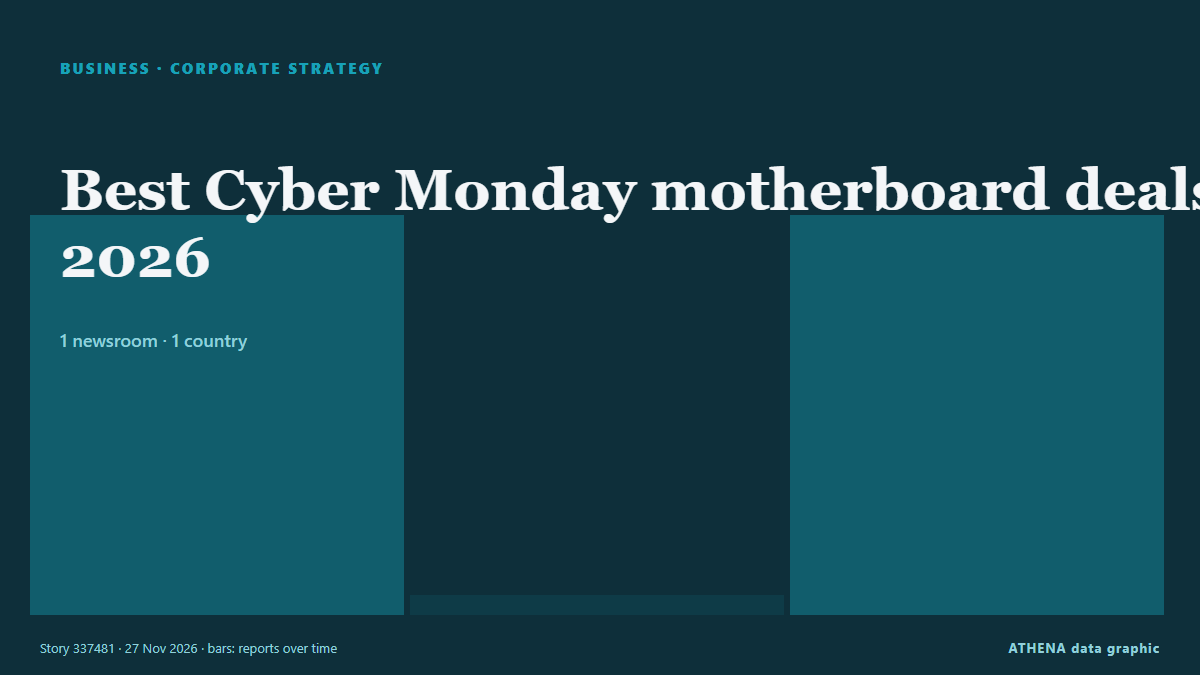 BUSINESS · CORPORATE STRATEGY
Best Cyber Monday motherboard deals
2026
1 newsroom · 1 country
Story 337481 · 27 Nov 2026 · bars: reports over time
ATHENA data graphic